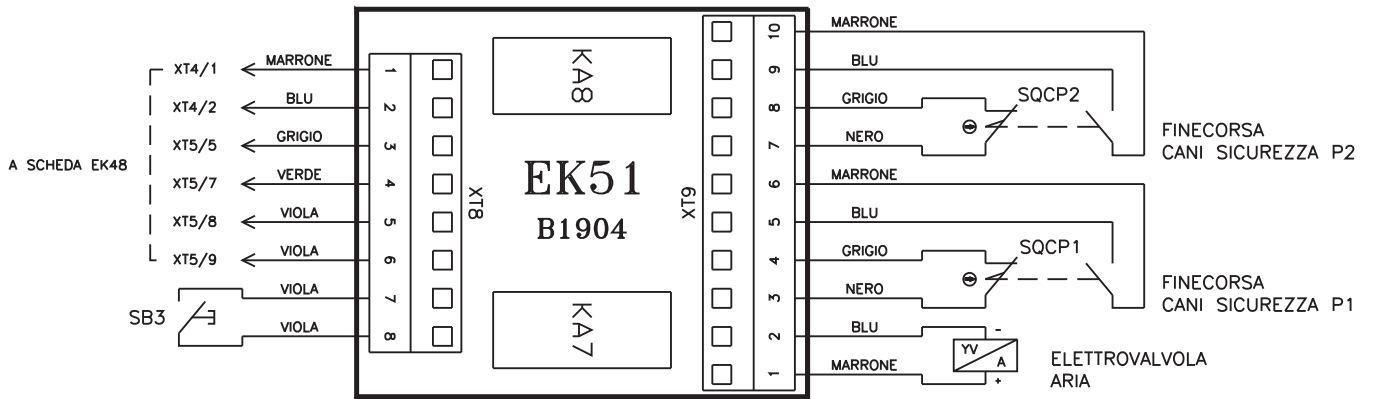 A SCHEDA EK48
XT4/1 MARRONE 1
XT4/2 BLU 2
XT5/5 GRIGIO 3
XT5/7 VERDE 4
XT5/8 VIOLA 5
XT5/9 VIOLA 6
SB3
VIOLA 7
VIOLA 8
XT8
KA8
EK51
B1904
KA7
XT9
10 MARRONE
9 BLU
8 GRIGIO
7 NERO
SQCP2
FINECORSA
CANI SICUREZZA P2
6 MARRONE
5 BLU
4 GRIGIO
3 NERO
SQCP1
FINECORSA
CANI SICUREZZA P1
2 BLU -
1 MARRONE +
YV
A
ELETTROVALVOLA
ARIA